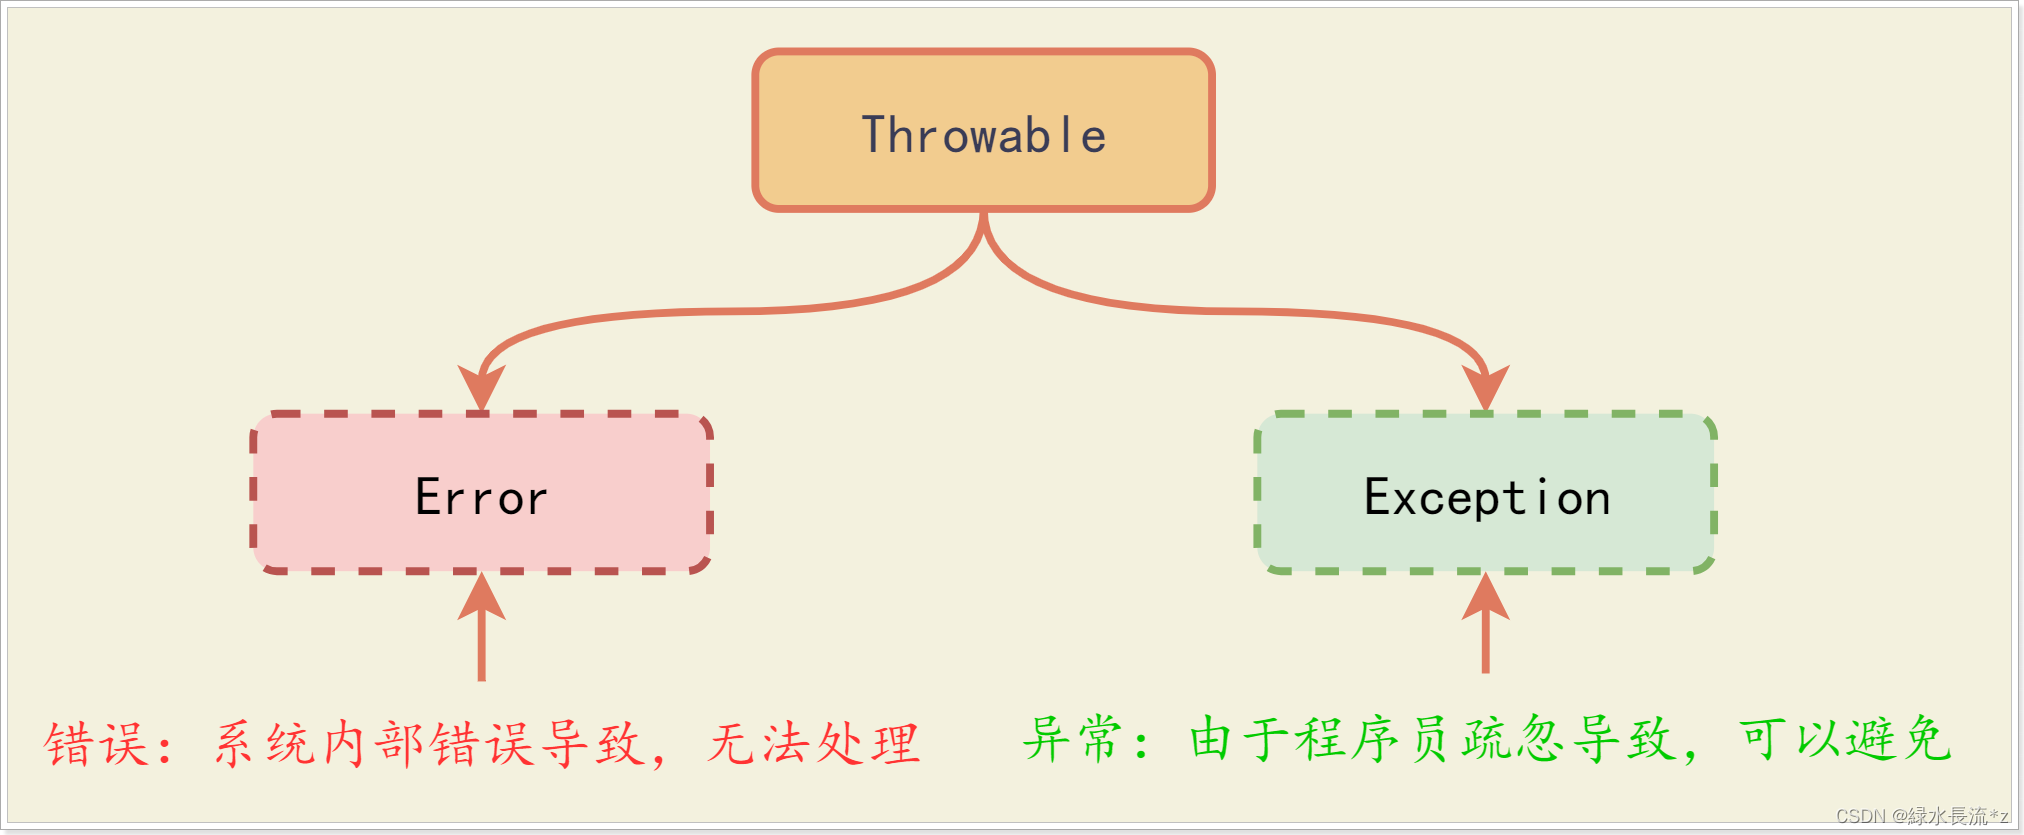 Throwable
Error
Exception
错误：系统内部错误导致，无法处理
异常：由于程序员疏忽导致，可以避免
CSDN @緑水長流*z